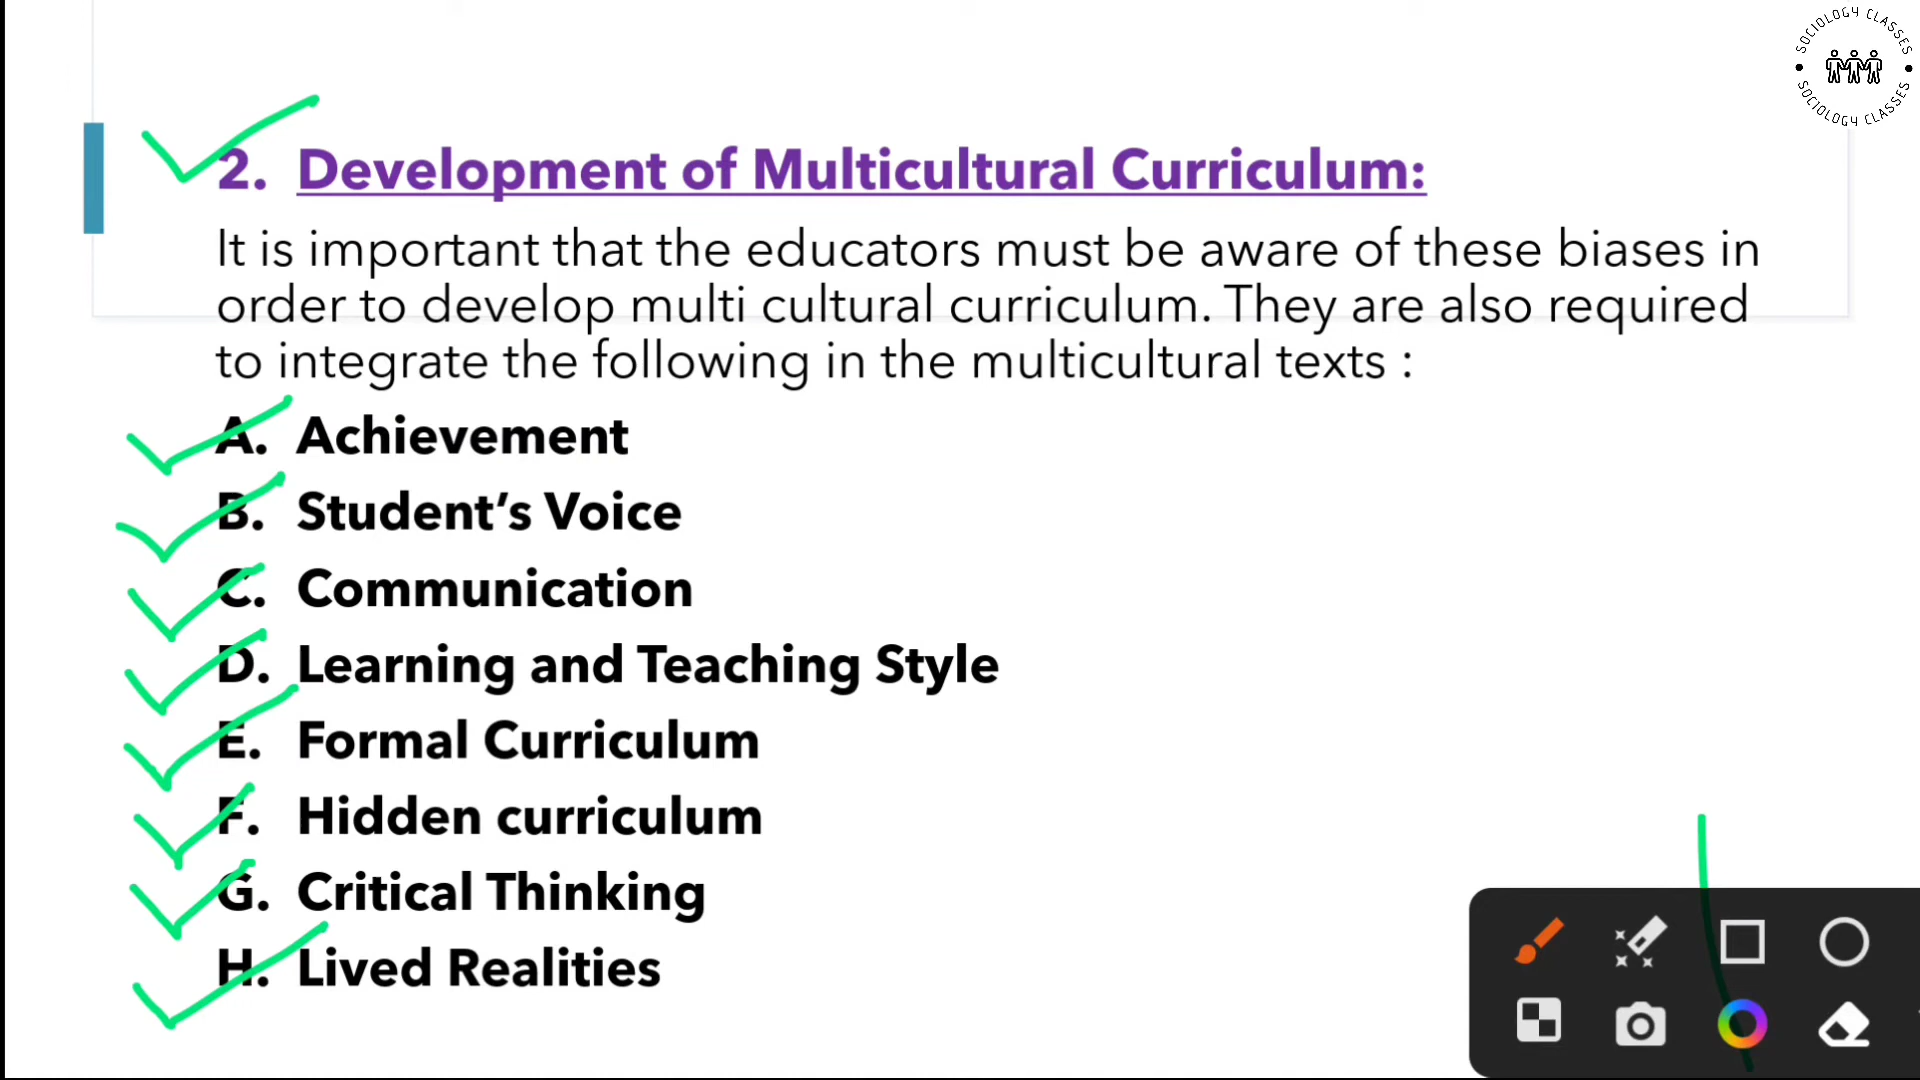 SOCIOLOGY CLASSES
SOCIOLOGY CLASSES
2. Development of Multicultural Curriculum:
It is important that the educators must be aware of these biases in
order to develop multi cultural curriculum. They are also required
to integrate the following in the multicultural texts :
A. Achievement
B. Student’s Voice
C. Communication
D. Learning and Teaching Style
E. Formal Curriculum
F. Hidden curriculum
G. Critical Thinking
H. Lived Realities